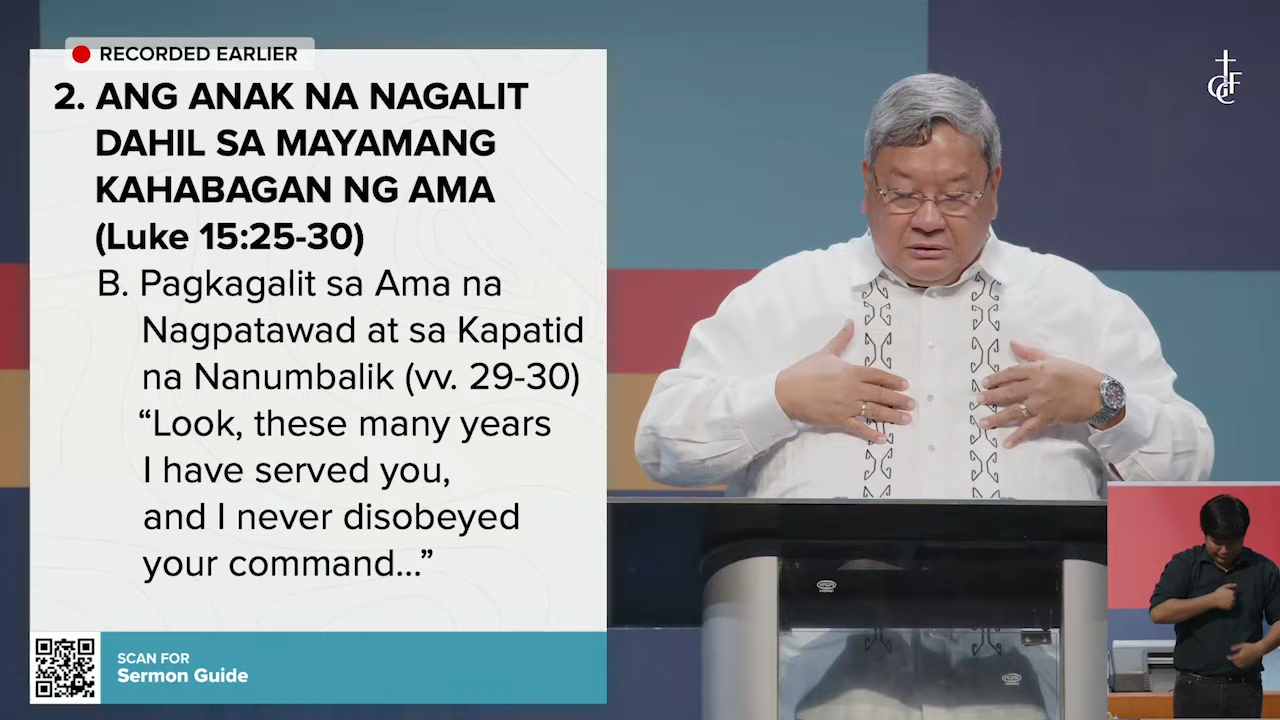 RECORDED EARLIER
2. ANG ANAK NA NAGALIT
DAHIL SA MAYAMANG
KAHABAGAN NG AMA
(Luke 15:25-30)
B. Pagkagalit sa Ama na
Nagpatawad at sa Kapatid
na Nanumbalik (vv. 29-30)
“Look, these many years
I have served you,
and I never disobeyed
your command...”
SCAN FOR
Sermon Guide